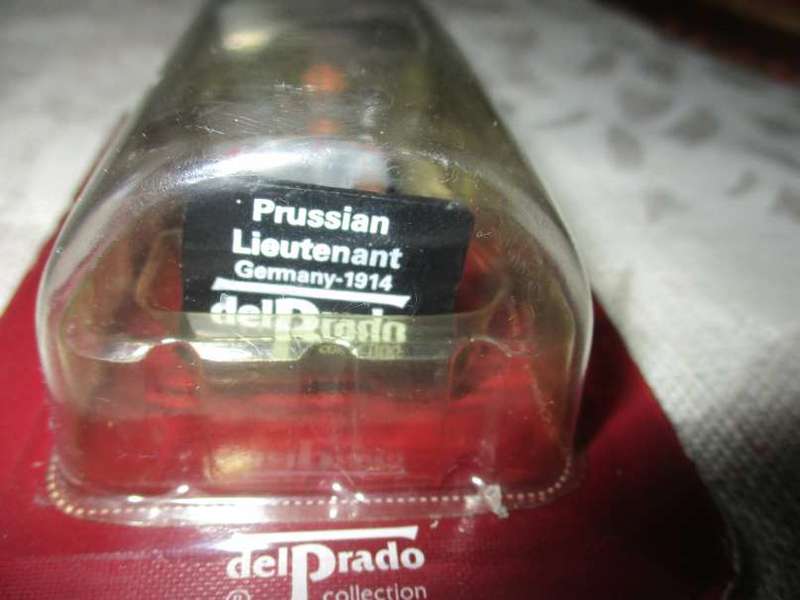 Prussian
Lieutenant
Germany-1914
delPrado
delPrado
® collection